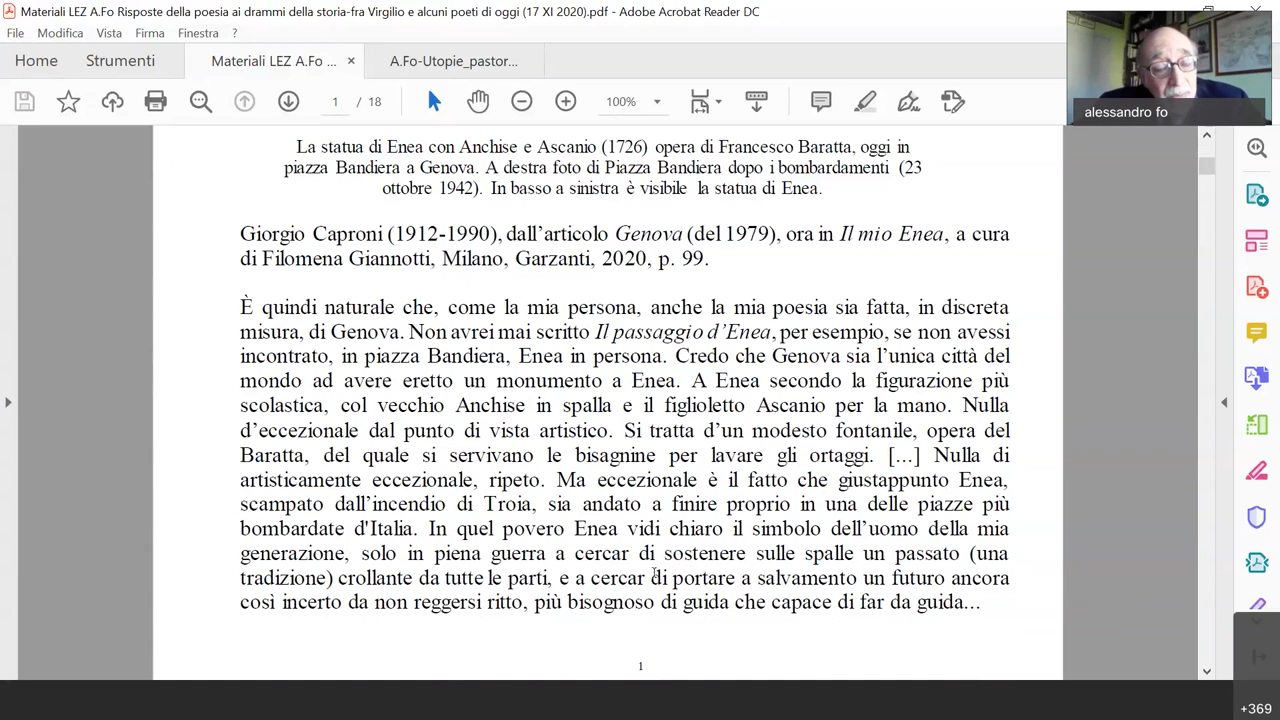 Materiali LEZ A.Fo Risposte della poesia ai drammi della storia-fra Virgilio e alcuni poeti di oggi (17 XI 2020).pdf - Adobe Acrobat Reader DC
File Modifica Vista Firma Finestra ?
Home Strumenti Materiali LEZ A.Fo ... × A.Fo-Utopie_pastor...
1 / 18 100%
alessandro fo
La statua di Enea con Anchise e Ascanio (1726) opera di Francesco Baratta, oggi in
piazza Bandiera a Genova. A destra foto di Piazza Bandiera dopo i bombardamenti (23
ottobre 1942). In basso a sinistra è visibile la statua di Enea.
Giorgio Caproni (1912-1990), dall'articolo Genova (del 1979), ora in Il mio Enea, a cura
di Filomena Giannotti, Milano, Garzanti, 2020, p. 99.
È quindi naturale che, come la mia persona, anche la mia poesia sia fatta, in discreta
misura, di Genova. Non avrei mai scritto Il passaggio d'Enea, per esempio, se non avessi
incontrato, in piazza Bandiera, Enea in persona. Credo che Genova sia l'unica città del
mondo ad avere eretto un monumento a Enea. A Enea secondo la figurazione più
scolastica, col vecchio Anchise in spalla e il figlioletto Ascanio per la mano. Nulla
d'eccezionale dal punto di vista artistico. Si tratta d'un modesto fontanile, opera del
Baratta, del quale si servivano le bisagnine per lavare gli ortaggi. [...] Nulla di
artisticamente eccezionale, ripeto. Ma eccezionale è il fatto che giustappunto Enea,
scampato dall'incendio di Troia, sia andato a finire proprio in una delle piazze più
bombardate d'Italia. In quel povero Enea vidi chiaro il simbolo dell'uomo della mia
generazione, solo in piena guerra a cercar di sostenere sulle spalle un passato (una
tradizione) crollante da tutte le parti, e a cercar di portare a salvamento un futuro ancora
così incerto da non reggersi ritto, più bisognoso di guida che capace di far da guida...
1
+369